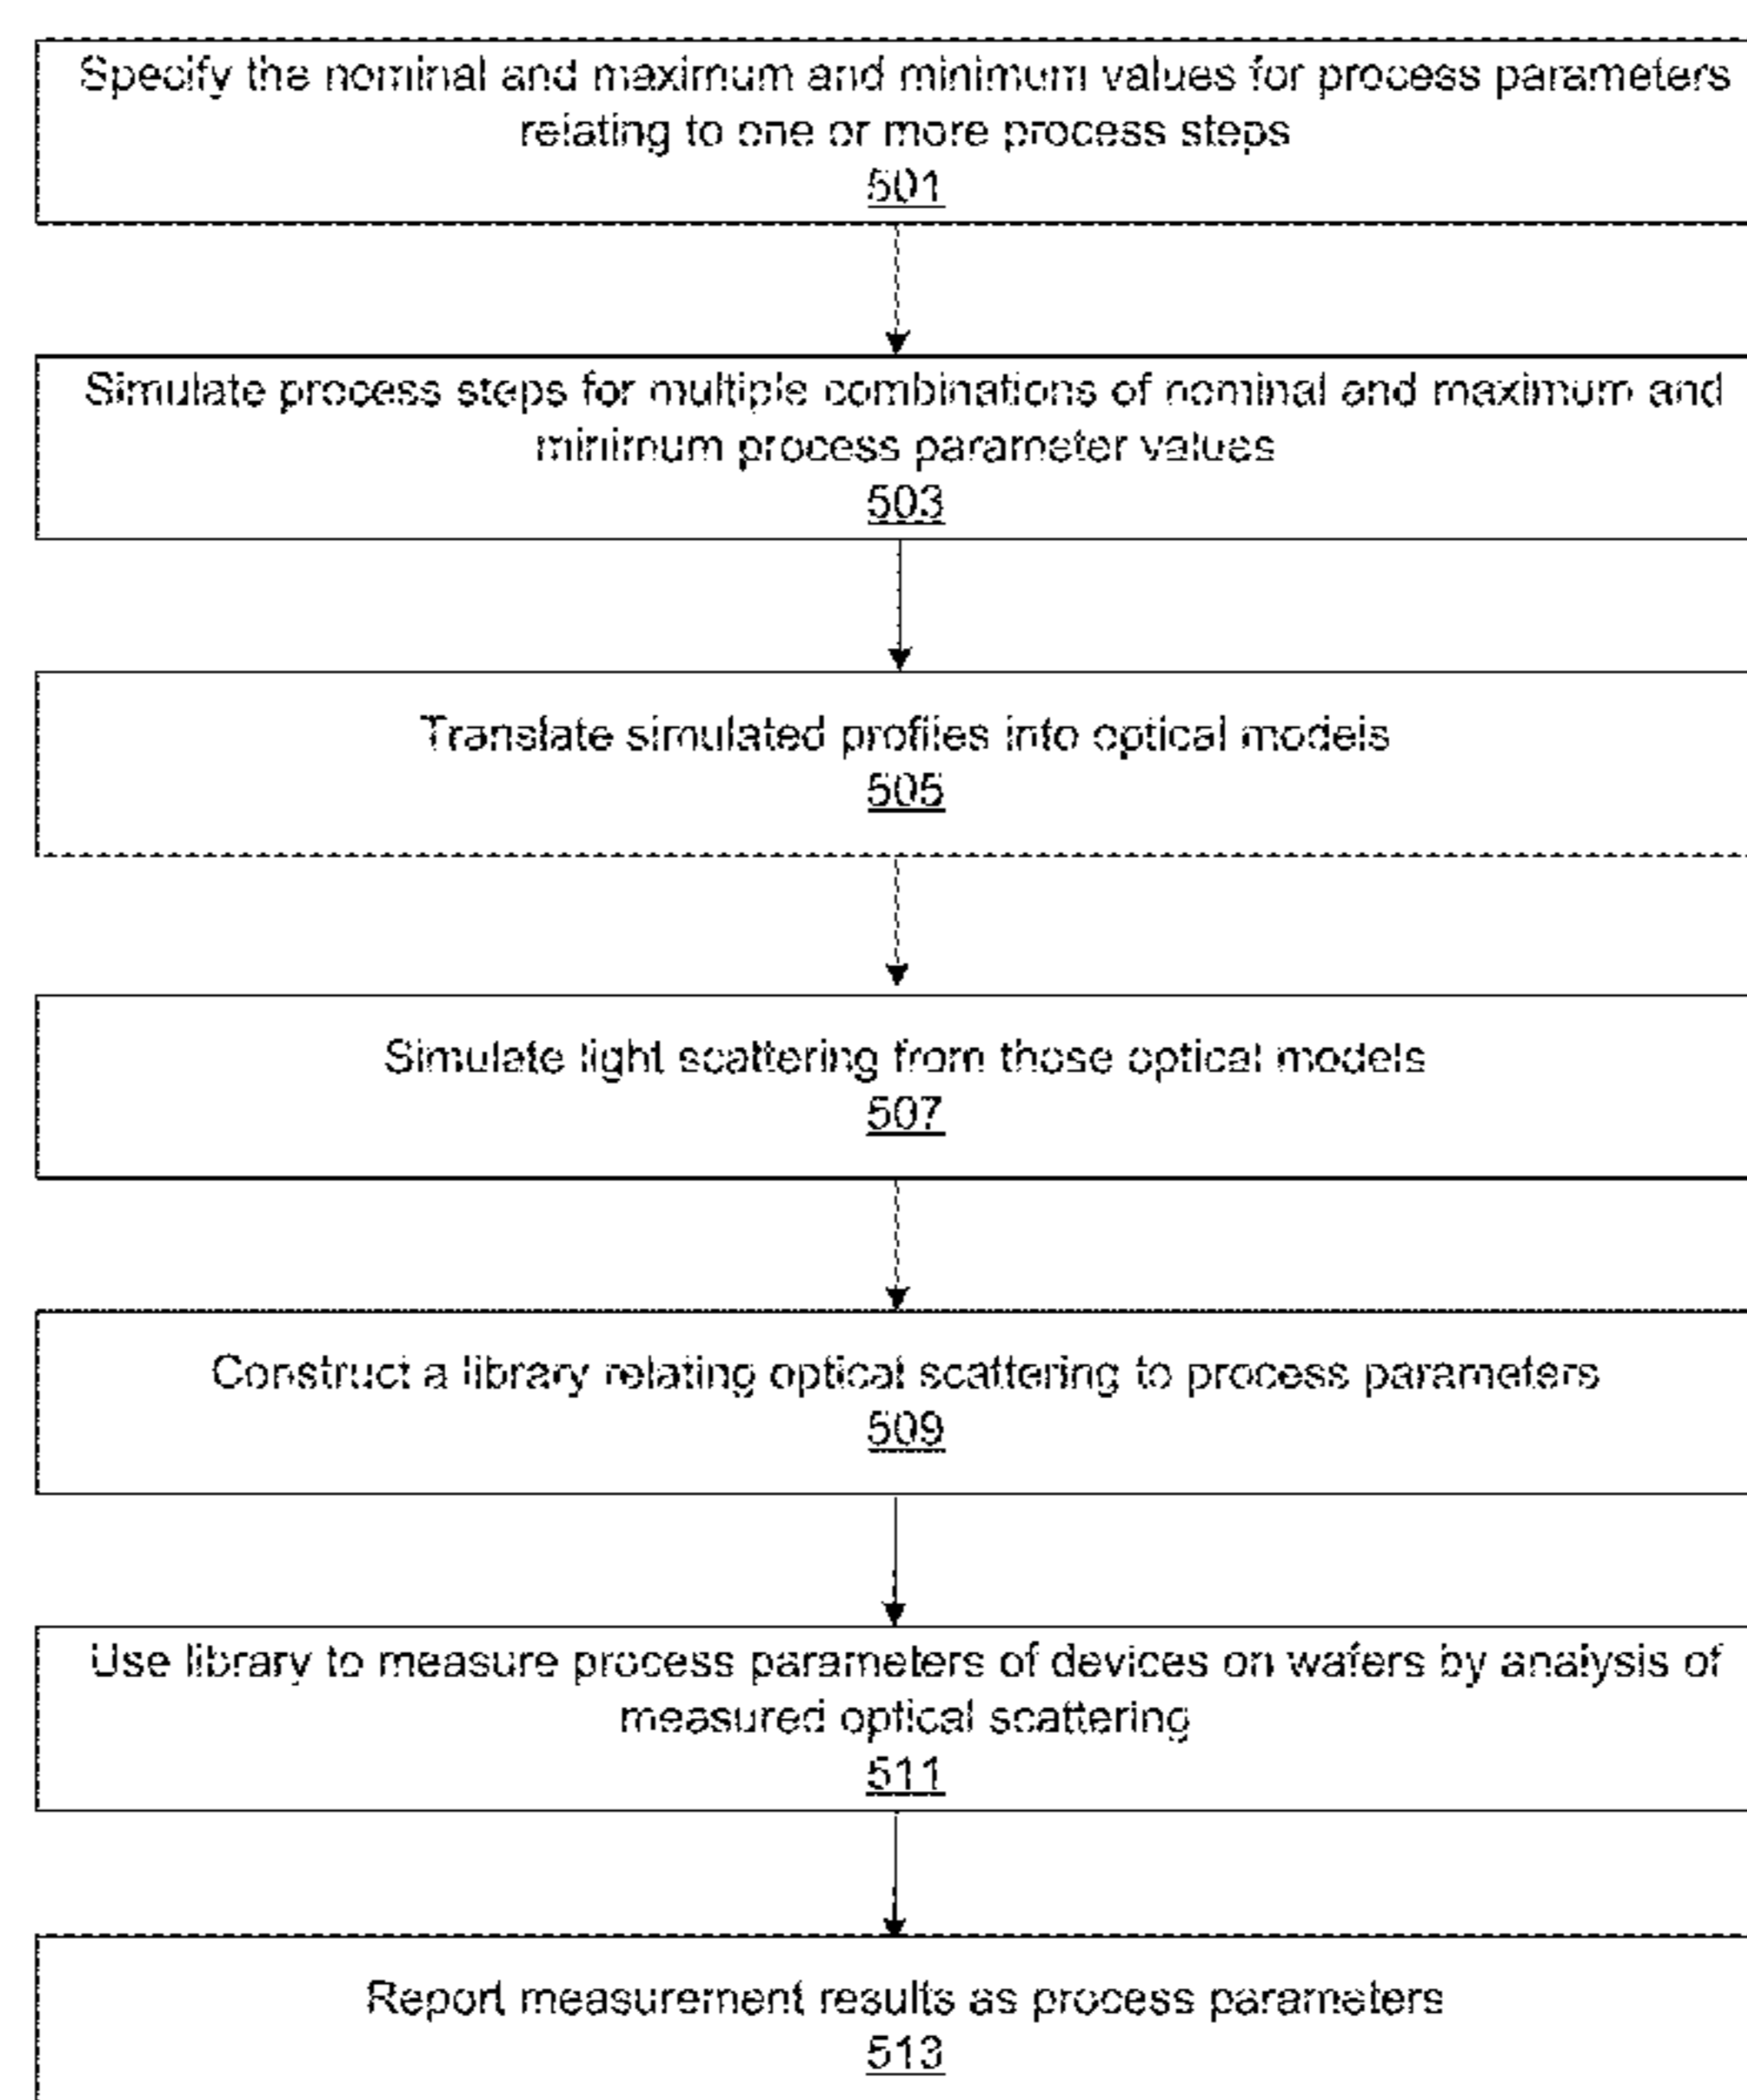 Specify the nominal and maximum and minimum values for process parameters
relating to one or more process steps
501
Simulate process steps for multiple combinations of nominal and maximum and
minimum process parameter values
503
Translate simulated profiles into optical models
505
Simulate light scattering from those optical models
507
Construct a library relating optical scattering to process parameters
509
Use library to measure process parameters of devices on wafers by analysis of
measured optical scattering
511
Report measurement results as process parameters
513